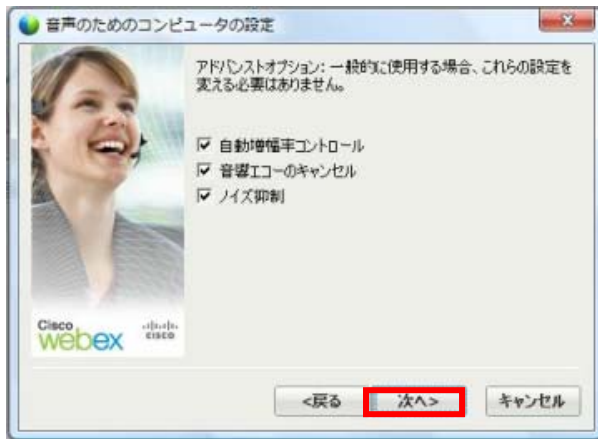 音声のためのコンピュータの設定
アドバンストオプション: 一般的に使用する場合、これらの設定を
変える必要はありません。
自動増幅率コントロール
音響エコーのキャンセル
ノイズ抑制
Cisco
webex
cisco
<戻る
次へ>
キャンセル